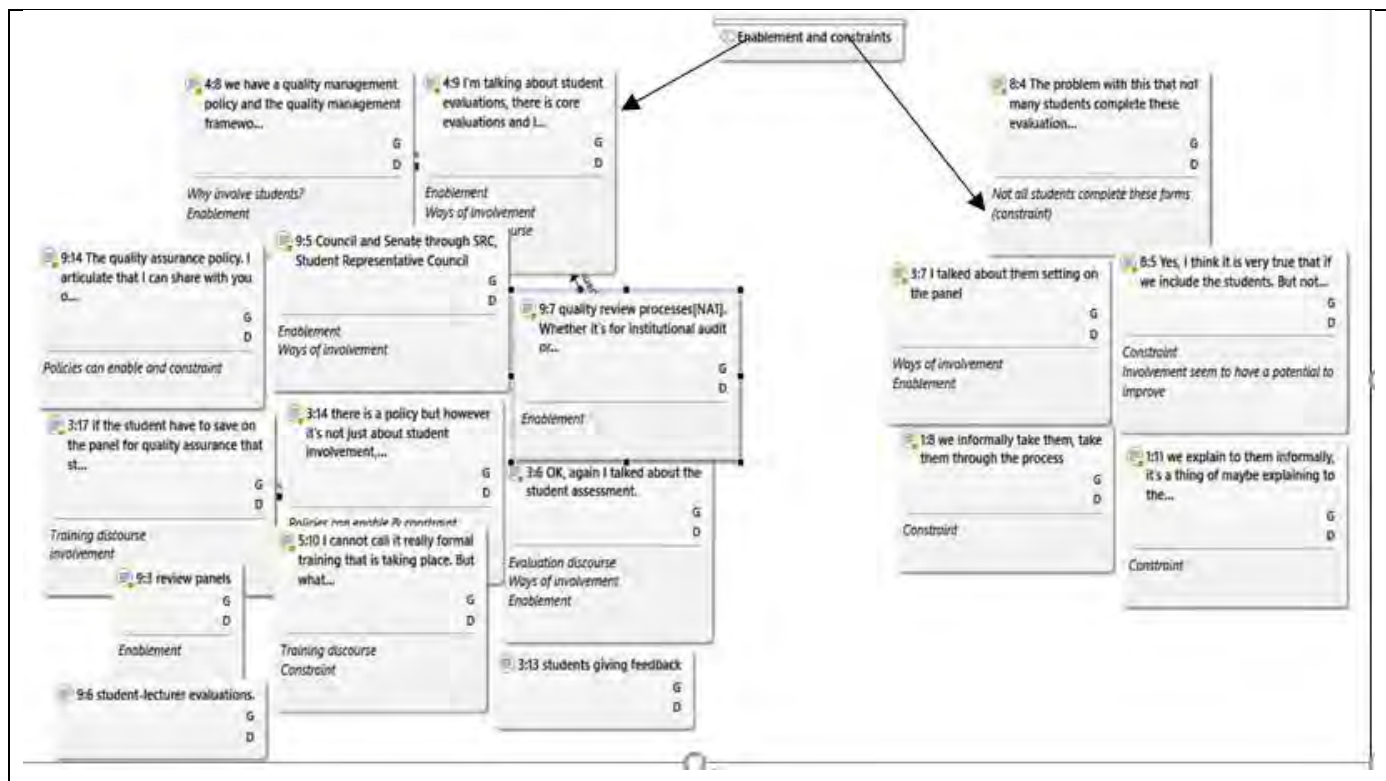 Enablement and constraints
4:8 we have a quality management
policy and the quality management
framewo...
G
D
Why involve students?
Enablement
4:9 I'm talking about student
evaluations, there is core
evaluations and I...
G
D
Enablement
Ways of involvement
9:14 The quality assurance policy. I
articulate that I can share with you
o...
G
D
Policies can enable and constraint
9:5 Council and Senate through SRC,
Student Representative Council
G
D
Enablement
Ways of involvement
9:7 quality review processes[NA1].
Whether it's for institutional audit
or...
G
D
Enablement
3:17 if the student have to save on
the panel for quality assurance that
st...
G
D
Training discourse
involvement
3:14 there is a policy but however
it's not just about student
involvement,...
G
D
Policies can enable & constraint
3:6 OK, again I talked about the
student assessment.
G
D
Evaluation discourse
Ways of involvement
Enablement
9:3 review panels
G
D
Enablement
5:10 I cannot call it really formal
training that is taking place. But
what...
G
D
Training discourse
Constraint
3:13 students giving feedback
G
D
9:6 student-lecturer evaluations.
G
D
8:4 The problem with this that not
many students complete these
evaluation...
G
D
Not all students complete these forms
(constraint)
3:7 I talked about them setting on
the panel
G
D
Ways of involvement
Enablement
8:5 Yes, I think it is very true that if
we include the students. But not...
G
D
Constraint
Involvement seem to have a potential to
improve
1:8 we informally take them, take
them through the process
G
D
Constraint
1:11 we explain to them informally,
it's a thing of maybe explaining to
the...
G
D
Constraint